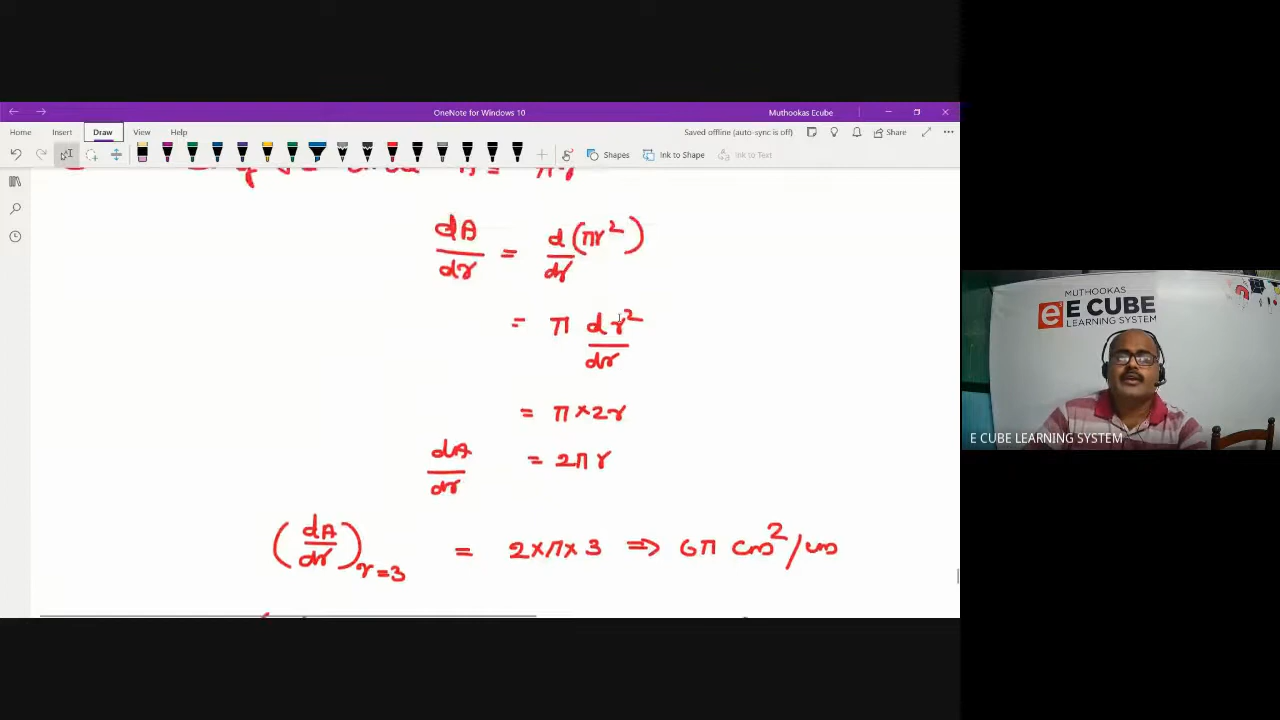 OneNote for Windows 10
Muthookas Ecube
Home Insert Draw View Help
Saved offline (auto-sync is off)
Share
Shapes
Ink to Shape
Ink to Text
dA/dr = d/dr (πr²)
= π dr²/dr
= π×2r
dA/dr = 2πr
(dA/dr)r=3 = 2×π×3 ⇒ 6π cm²/cm
MUTHOOKAS
e³ E CUBE
LEARNING SYSTEM
E CUBE LEARNING SYSTEM